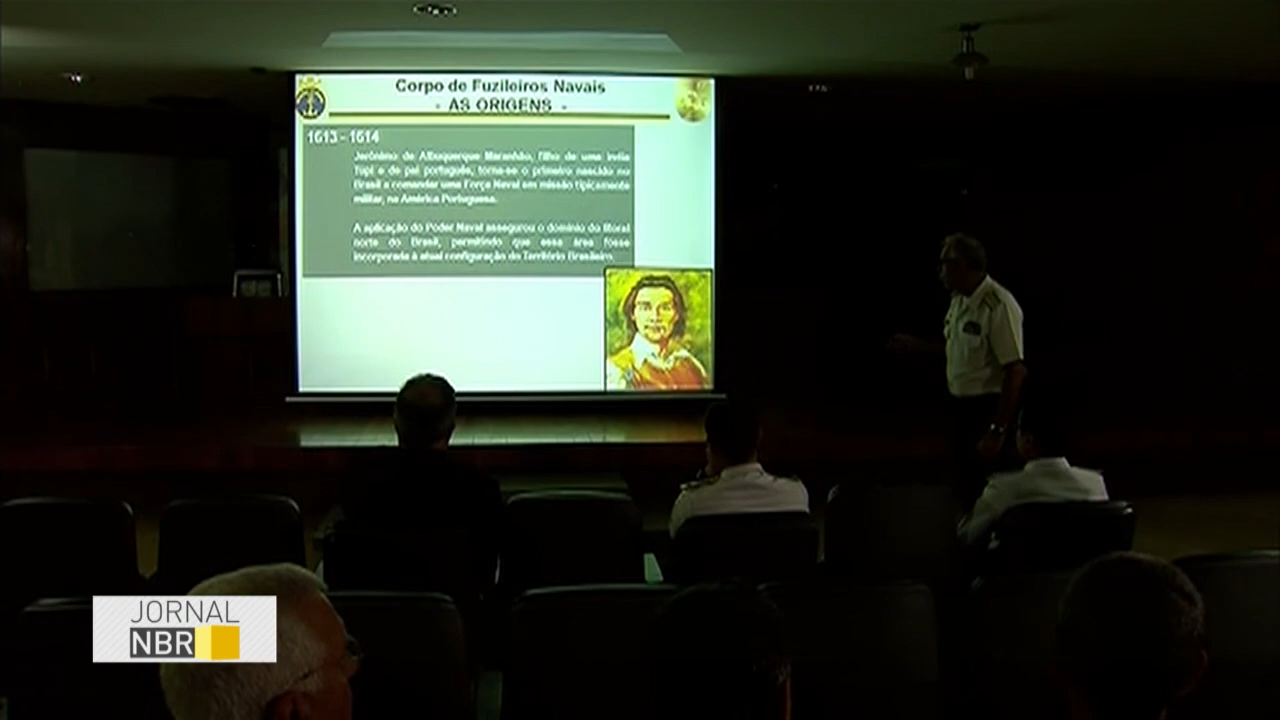 Corpo de Fuzileiros Navais
- AS ORIGENS -
1613 - 1614
Jerônimo de Albuquerque Maranhão, filho de uma índia
Tupi e de pai português, torna-se o primeiro nascido no
Brasil a comandar uma Força Naval em missão tipicamente
militar, na América Portuguesa.
A aplicação do Poder Naval assegurou o domínio do litoral
norte do Brasil, permitindo que essa área fosse
incorporada à atual configuração do Território Brasileiro.
JORNAL
NBR